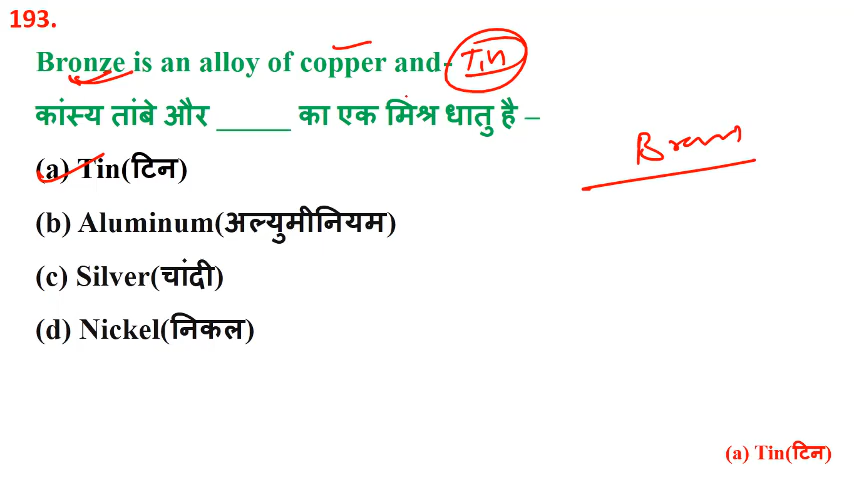 193.
Bronze is an alloy of copper and- Tin
कांस्य तांबे और _____ का एक मिश्र धातु है –
(a) Tin(टिन)
(b) Aluminum(अल्युमीनियम)
(c) Silver(चांदी)
(d) Nickel(निकल)
(a) Tin(टिन)